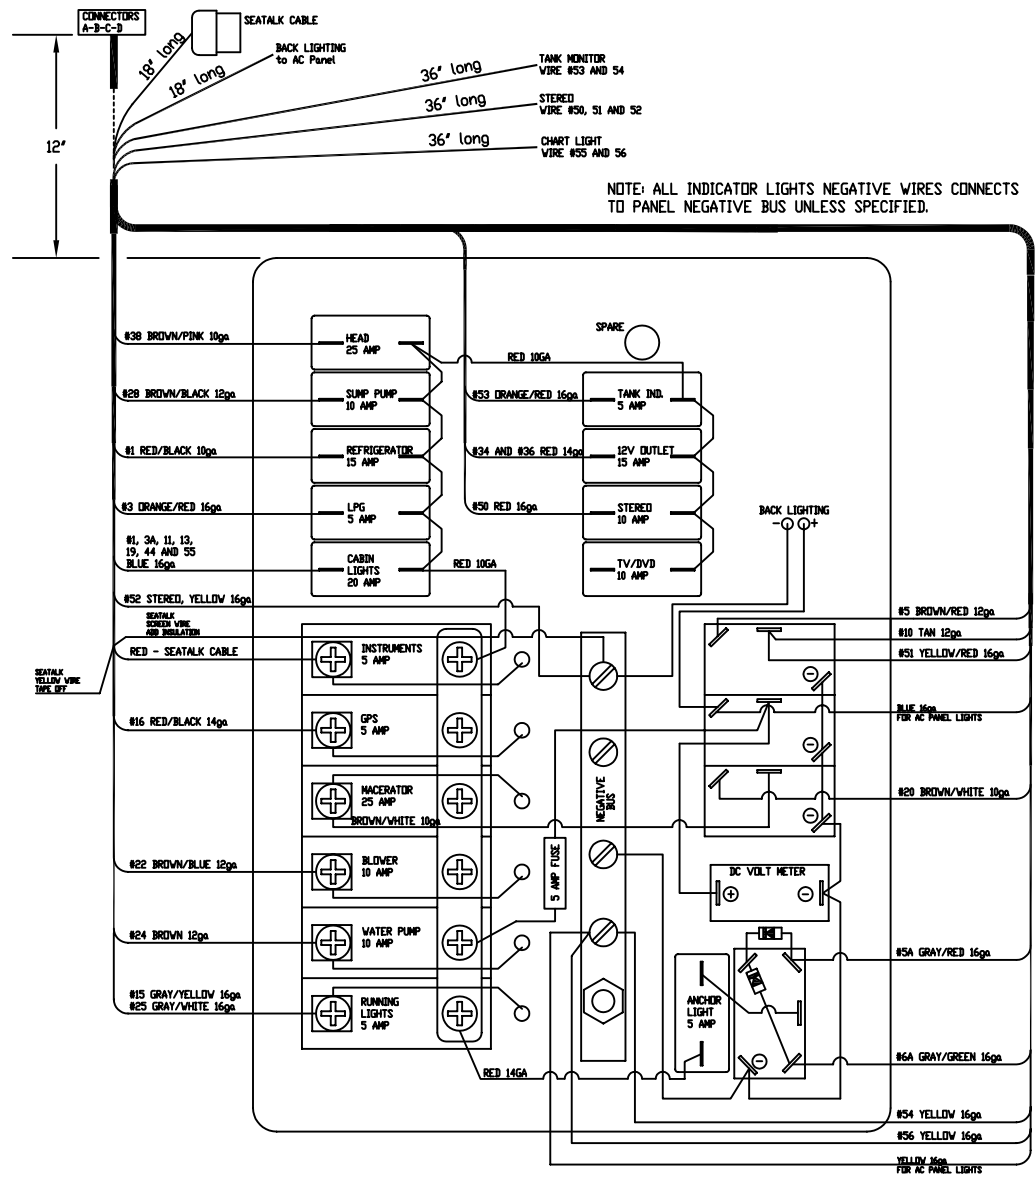 CONNECTORS
A-B-C-D
SEATALK CABLE
18" long
BACK LIGHTING
to AC Panel
18" long
TANK MONITOR
WIRE #53 AND 54
36" long
STEREO
WIRE #50, 51 AND 52
36" long
CHART LIGHT
WIRE #55 AND 56
36" long
12"
NOTE: ALL INDICATOR LIGHTS NEGATIVE WIRES CONNECTS
TO PANEL NEGATIVE BUS UNLESS SPECIFIED.
#38 BROWN/PINK 10ga
HEAD
25 AMP
SPARE
RED 10GA
#28 BROWN/BLACK 12ga
SUMP PUMP
10 AMP
#53 ORANGE/RED 16ga
TANK IND.
5 AMP
#1 RED/BLACK 10ga
REFRIGERATOR
15 AMP
#34 AND #36 RED 14ga
12V OUTLET
15 AMP
#3 ORANGE/RED 16ga
LPG
5 AMP
#50 RED 16ga
STEREO
10 AMP
BACK LIGHTING
- +
#1, 3A, 11, 13,
19, 44 AND 55
BLUE 16ga
CABIN
LIGHTS
20 AMP
RED 10GA
TV/DVD
10 AMP
#52 STEREO, YELLOW 16ga
SEATALK
SCREEN WIRE
ADD INSULATION
#5 BROWN/RED 12ga
#10 TAN 12ga
#51 YELLOW/RED 16ga
RED - SEATALK CABLE
INSTRUMENTS
5 AMP
SEATALK
YELLOW WIRE
TAPE OFF
#16 RED/BLACK 14ga
GPS
5 AMP
BLUE 16ga
FOR AC PANEL LIGHTS
MACERATOR
25 AMP
BROWN/WHITE 10ga
NEGATIVE
BUS
#20 BROWN/WHITE 10ga
#22 BROWN/BLUE 12ga
BLOWER
10 AMP
5 AMP FUSE
DC VOLT METER
+ -
#24 BROWN 12ga
WATER PUMP
10 AMP
#5A GRAY/RED 16ga
#15 GRAY/YELLOW 16ga
#25 GRAY/WHITE 16ga
RUNNING
LIGHTS
5 AMP
ANCHOR
LIGHT
5 AMP
RED 14GA
#6A GRAY/GREEN 16ga
#54 YELLOW 16ga
#56 YELLOW 16ga
YELLOW 16ga
FOR AC PANEL LIGHTS